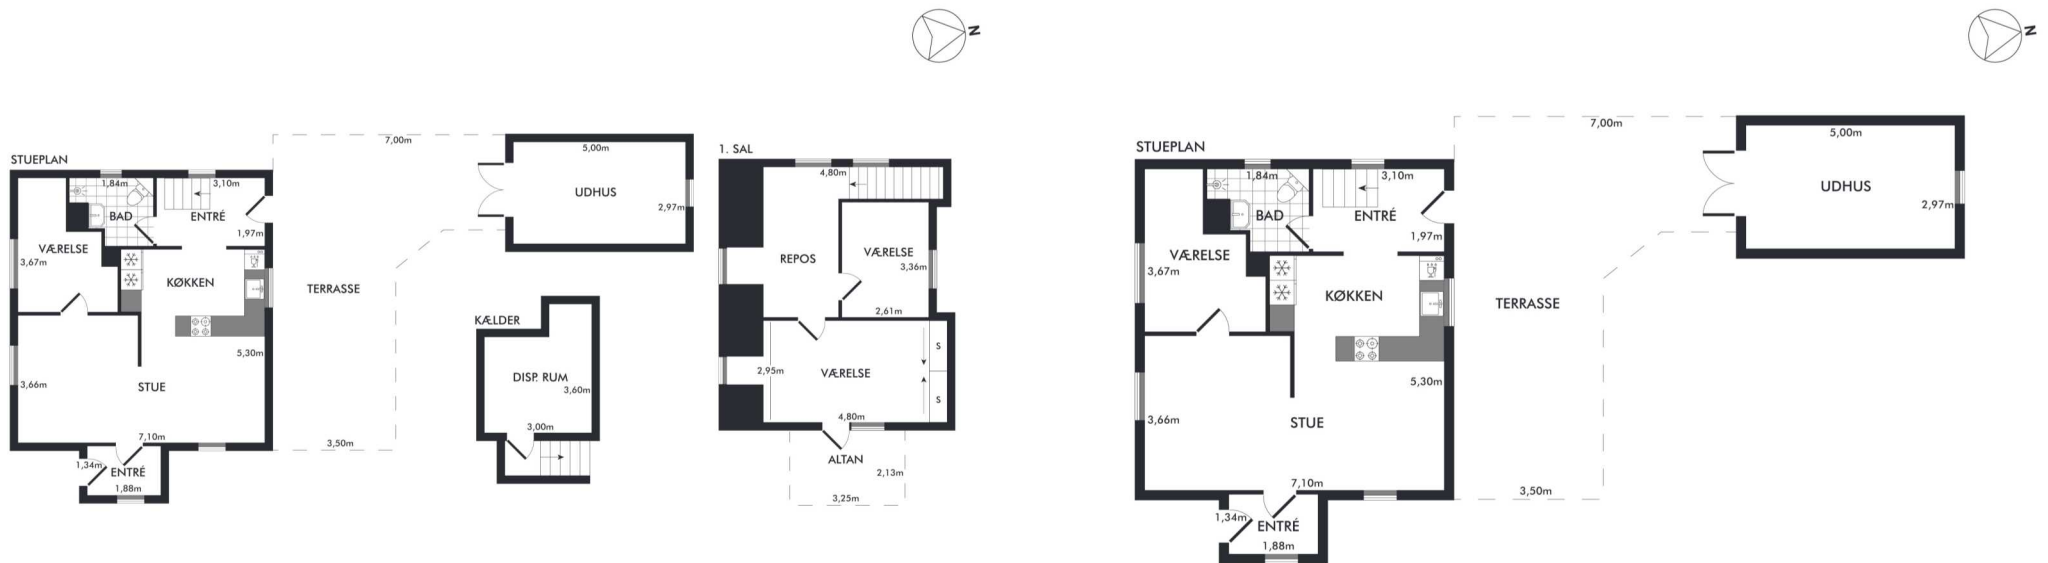 N
7,00m
STUEPLAN
5,00m
1. SAL
1,84m
3,10m
4,80m
UDHUS
BAD
ENTRÉ
2,97m
1,97m
VÆRELSE
3,67m
KØKKEN
TERRASSE
REPOS
VÆRELSE
3,36m
2,61m
KÆLDER
5,30m
3,66m
STUE
DISP. RUM
3,60m
2,95m
VÆRELSE
S
S
3,00m
4,80m
7,10m
3,50m
1,34m
ENTRÉ
1,88m
ALTAN
2,13m
3,25m
N
7,00m
STUEPLAN
5,00m
1,84m
3,10m
UDHUS
BAD
ENTRÉ
2,97m
1,97m
VÆRELSE
3,67m
KØKKEN
TERRASSE
5,30m
3,66m
STUE
7,10m
3,50m
1,34m
ENTRÉ
1,88m